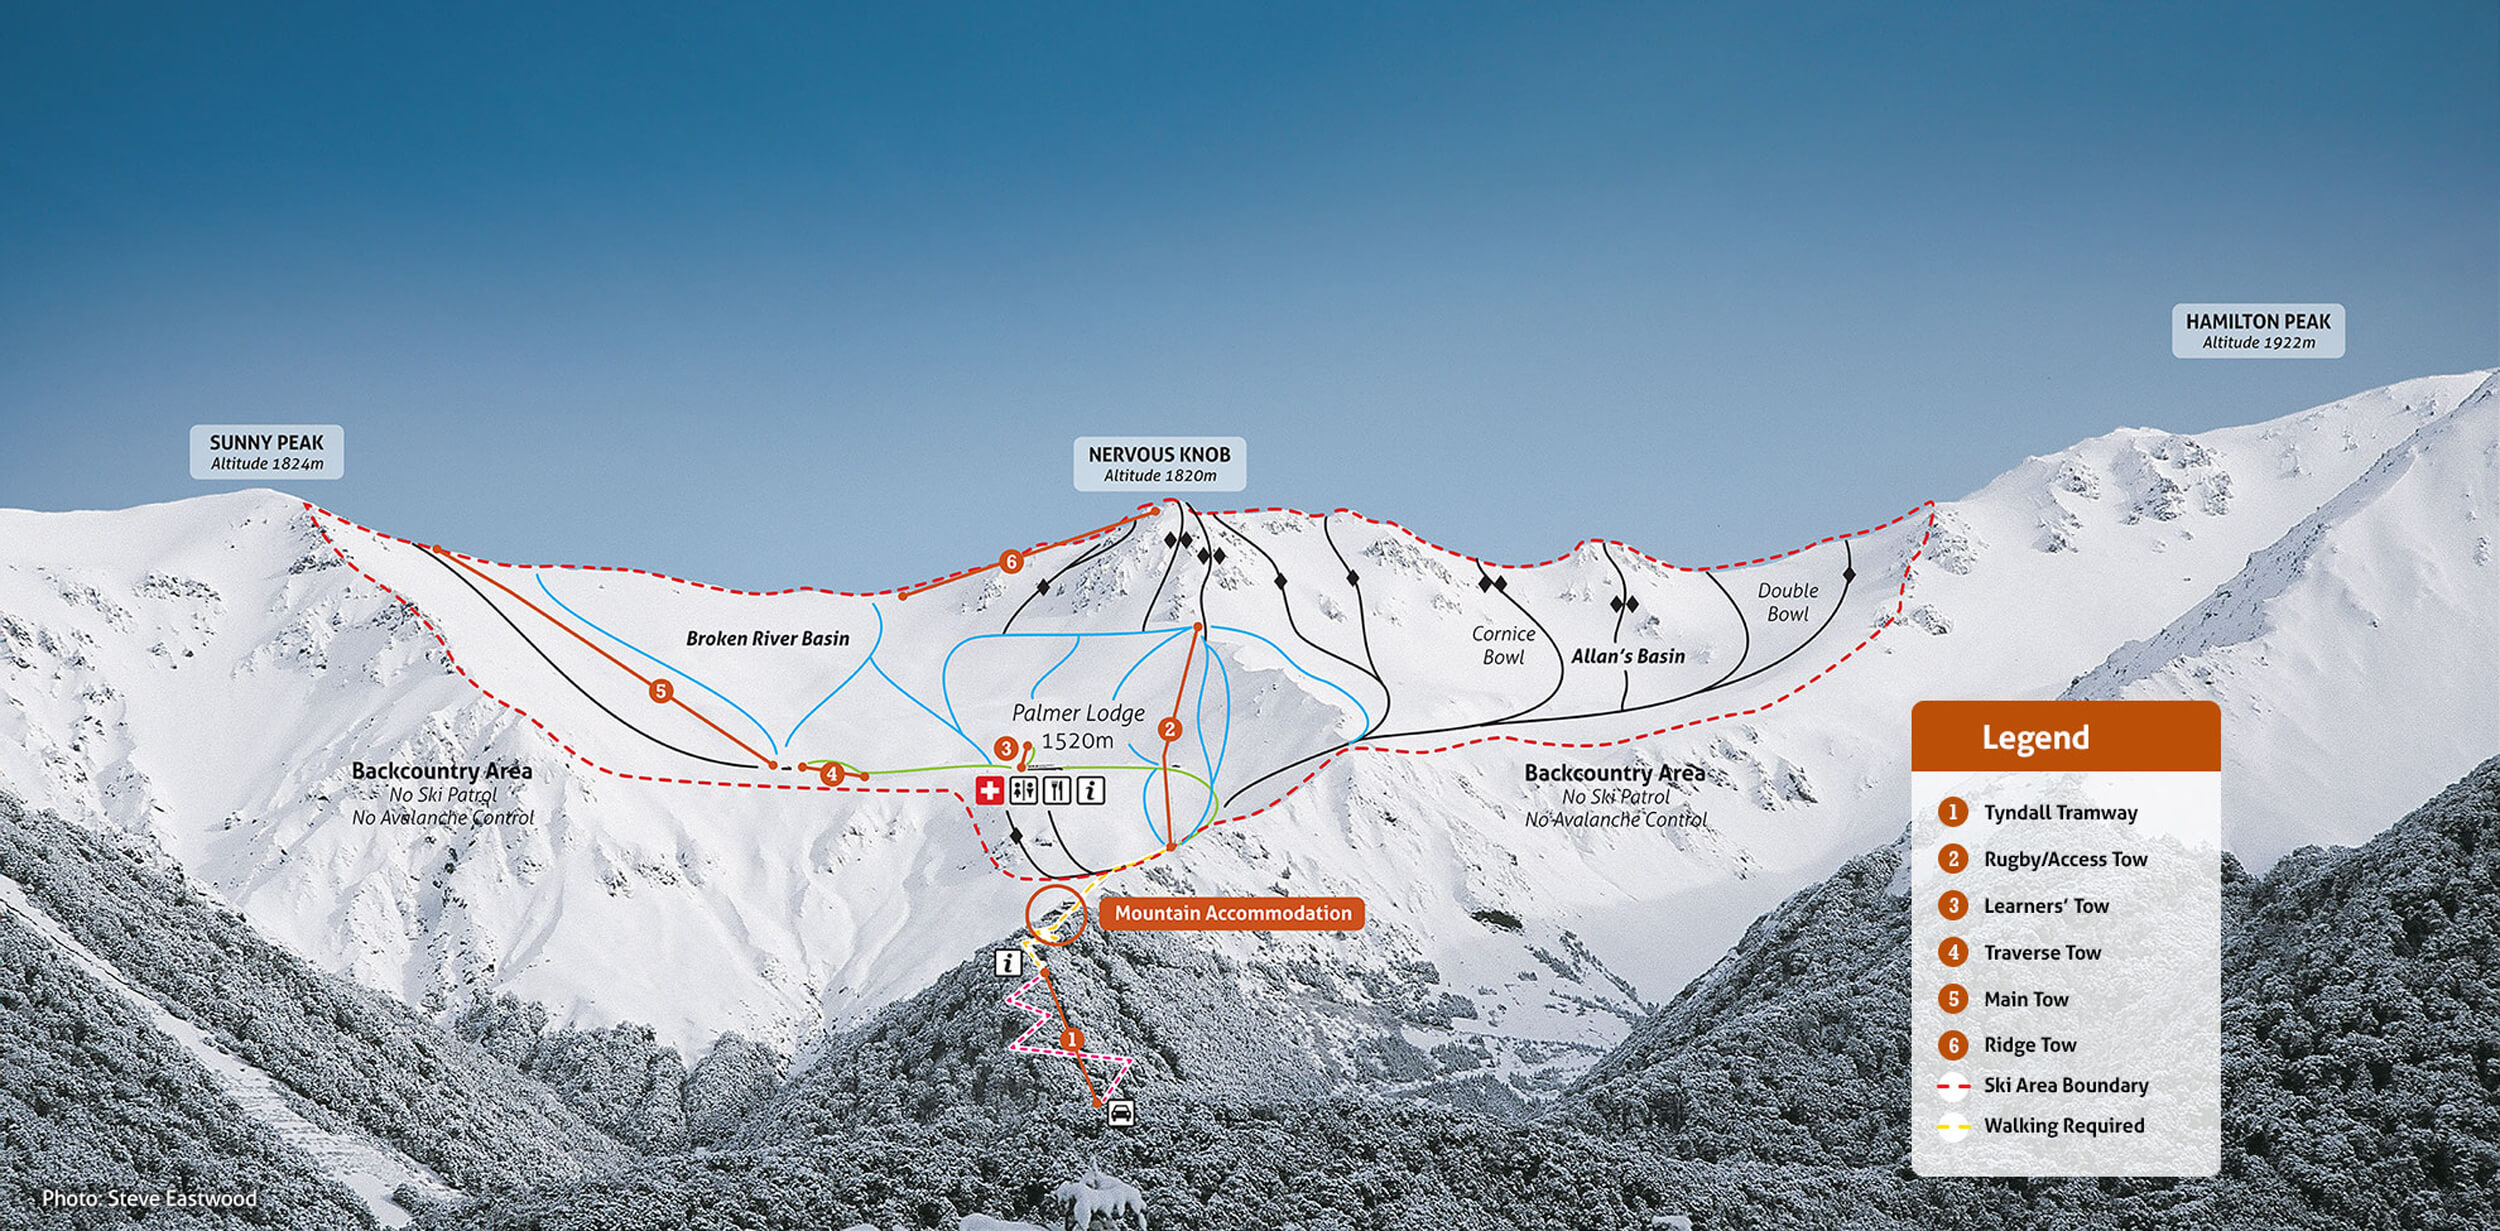 HAMILTON PEAK
Altitude 1922m
SUNNY PEAK
Altitude 1824m
NERVOUS KNOB
Altitude 1820m
6
Double
Bowl
Broken River Basin
Cornice
Bowl
Allan's Basin
5
Palmer Lodge
1520m
2
3
4
Backcountry Area
No Ski Patrol
No Avalanche Control
i
Backcountry Area
No Ski Patrol
No Avalanche Control
Mountain Accommodation
i
1
Legend
1 Tyndall Tramway
2 Rugby/Access Tow
3 Learners' Tow
4 Traverse Tow
5 Main Tow
6 Ridge Tow
Ski Area Boundary
Walking Required
Photo: Steve Eastwood